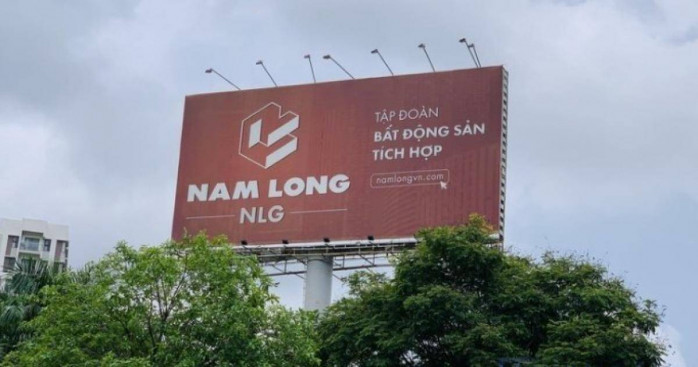 NAM LONG
NLG
TẬP ĐOÀN
BẤT ĐỘNG SẢN
TÍCH HỢP
namlongvn.com